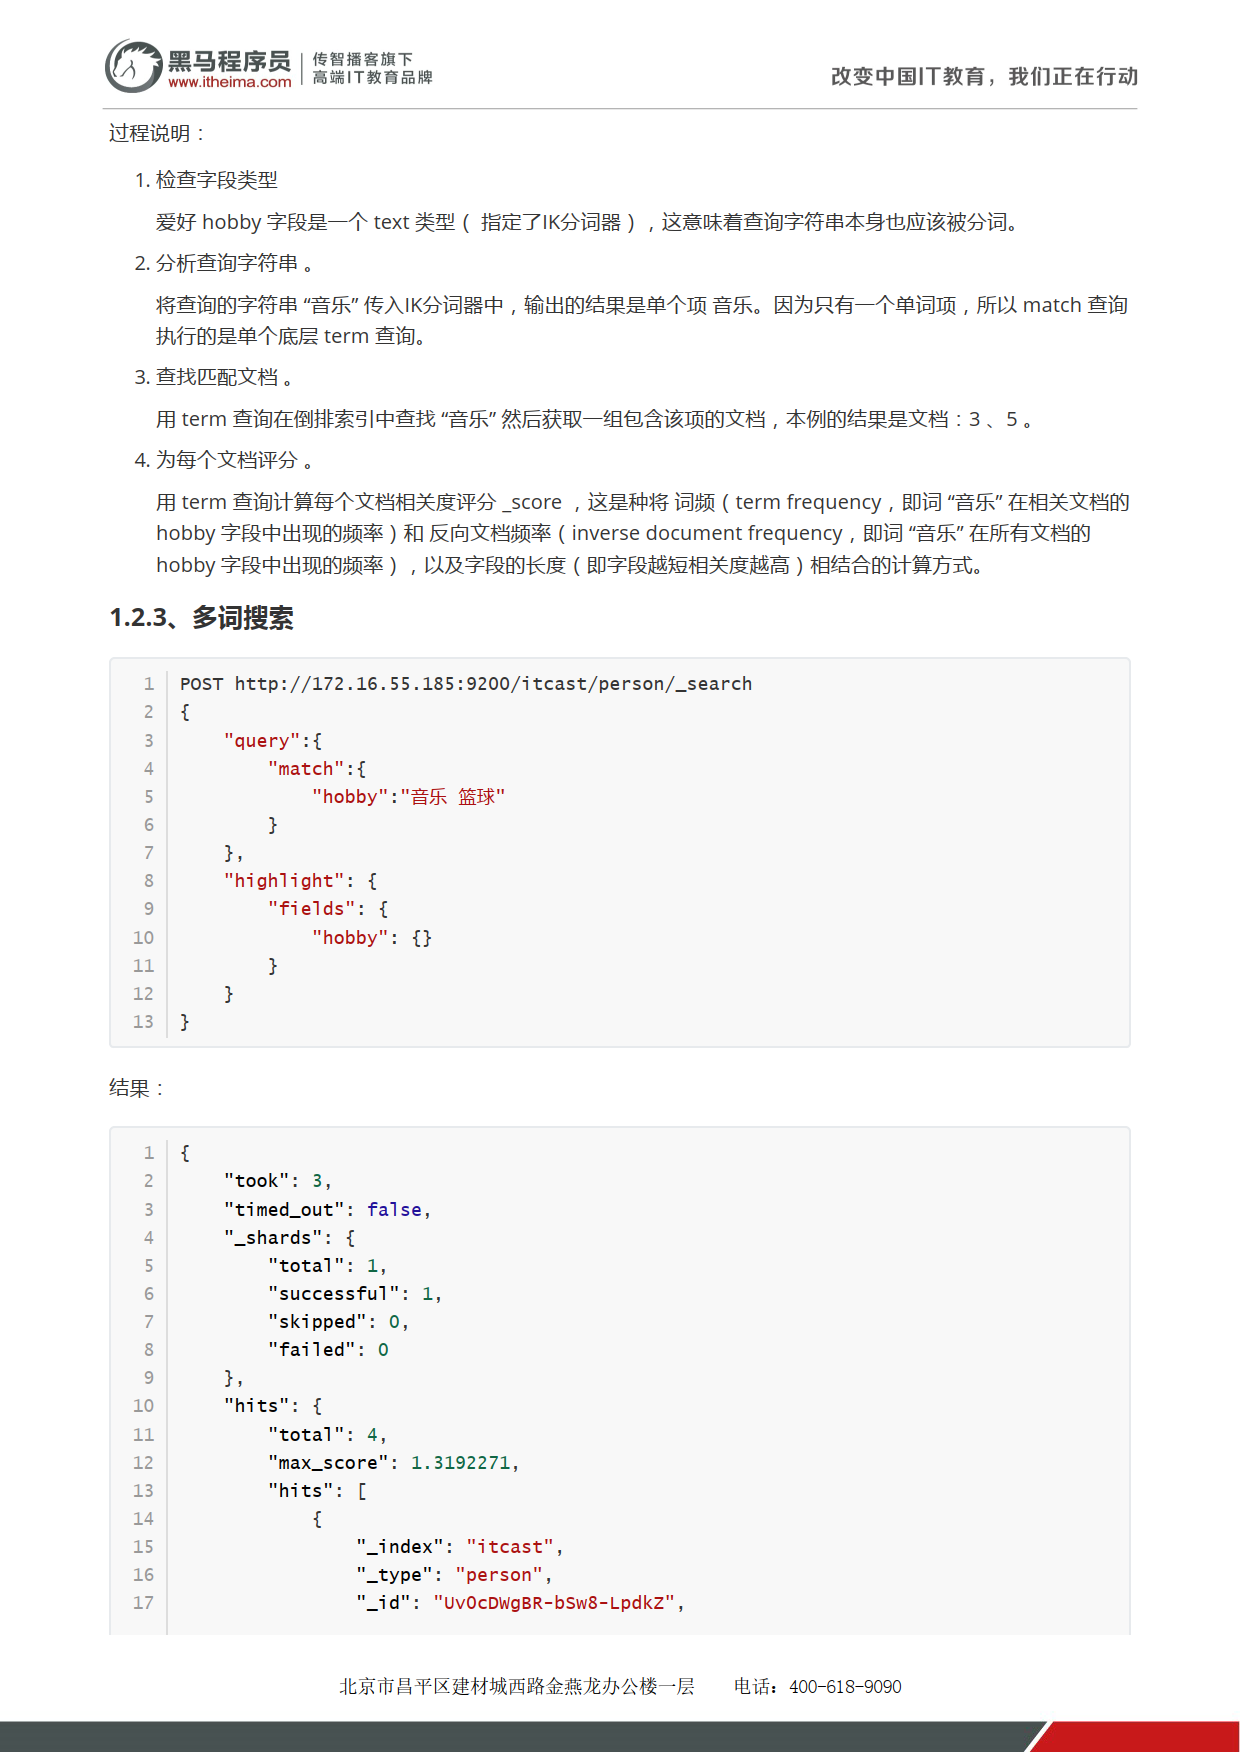 黑马程序员
www.itheima.com
传智播客旗下
高端IT教育品牌
改变中国IT教育，我们正在行动
过程说明：
1. 检查字段类型
爱好 hobby 字段是一个 text 类型（ 指定了IK分词器），这意味着查询字符串本身也应该被分词。
2. 分析查询字符串 。
将查询的字符串 “音乐” 传入IK分词器中，输出的结果是单个项 音乐。因为只有一个单词项，所以 match 查询
执行的是单个底层 term 查询。
3. 查找匹配文档 。
用 term 查询在倒排索引中查找 “音乐” 然后获取一组包含该项的文档，本例的结果是文档：3 、5 。
4. 为每个文档评分 。
用 term 查询计算每个文档相关度评分 _score ，这是种将 词频（term frequency，即词 “音乐” 在相关文档的
hobby 字段中出现的频率）和 反向文档频率（inverse document frequency，即词 “音乐” 在所有文档的
hobby 字段中出现的频率），以及字段的长度（即字段越短相关度越高）相结合的计算方式。
1.2.3、多词搜索
1 POST http://172.16.55.185:9200/itcast/person/_search
2 {
3     "query":{
4         "match":{
5             "hobby":"音乐 篮球"
6         }
7     },
8     "highlight": {
9         "fields": {
10             "hobby": {}
11         }
12     }
13 }
结果：
1 {
2     "took": 3,
3     "timed_out": false,
4     "_shards": {
5         "total": 1,
6         "successful": 1,
7         "skipped": 0,
8         "failed": 0
9     },
10     "hits": {
11         "total": 4,
12         "max_score": 1.3192271,
13         "hits": [
14             {
15                 "_index": "itcast",
16                 "_type": "person",
17                 "_id": "Uv0cDWgBR-bSw8-LpdkZ",
北京市昌平区建材城西路金燕龙办公楼一层 电话：400-618-9090